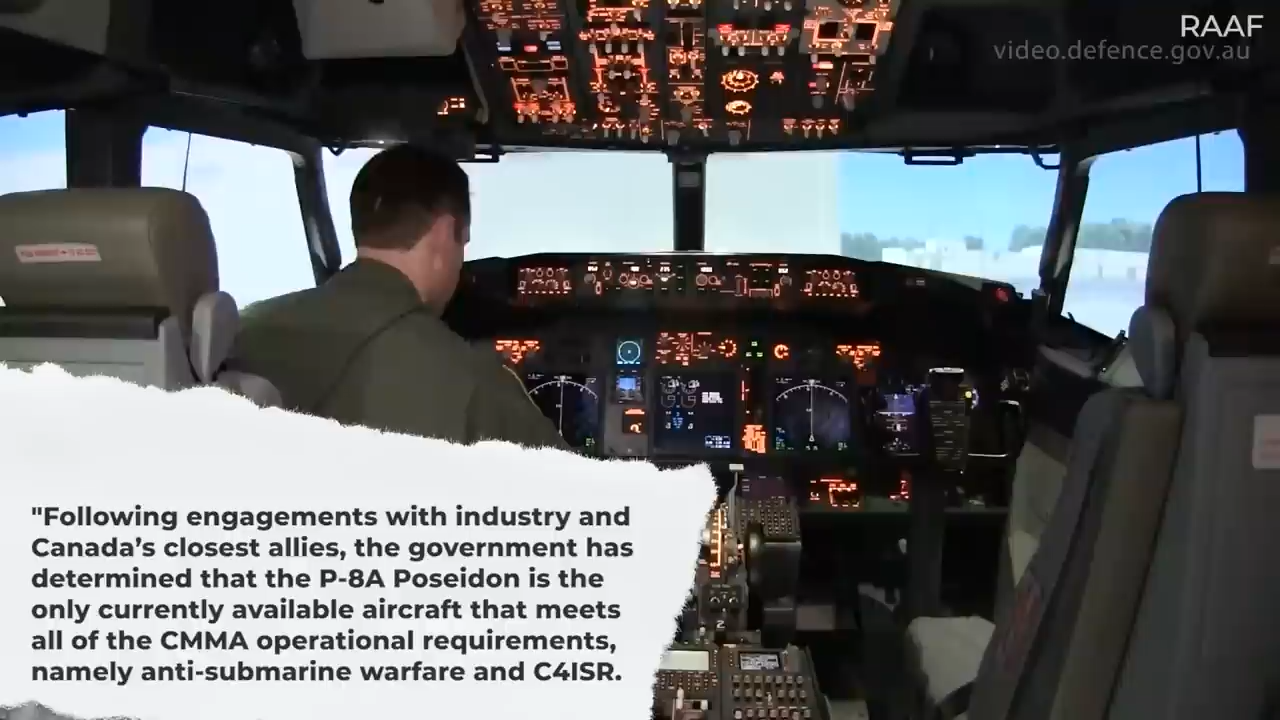 RAAF
video.defence.gov.au
"Following engagements with industry and
Canada’s closest allies, the government has
determined that the P-8A Poseidon is the
only currently available aircraft that meets
all of the CMMA operational requirements,
namely anti-submarine warfare and C4ISR.